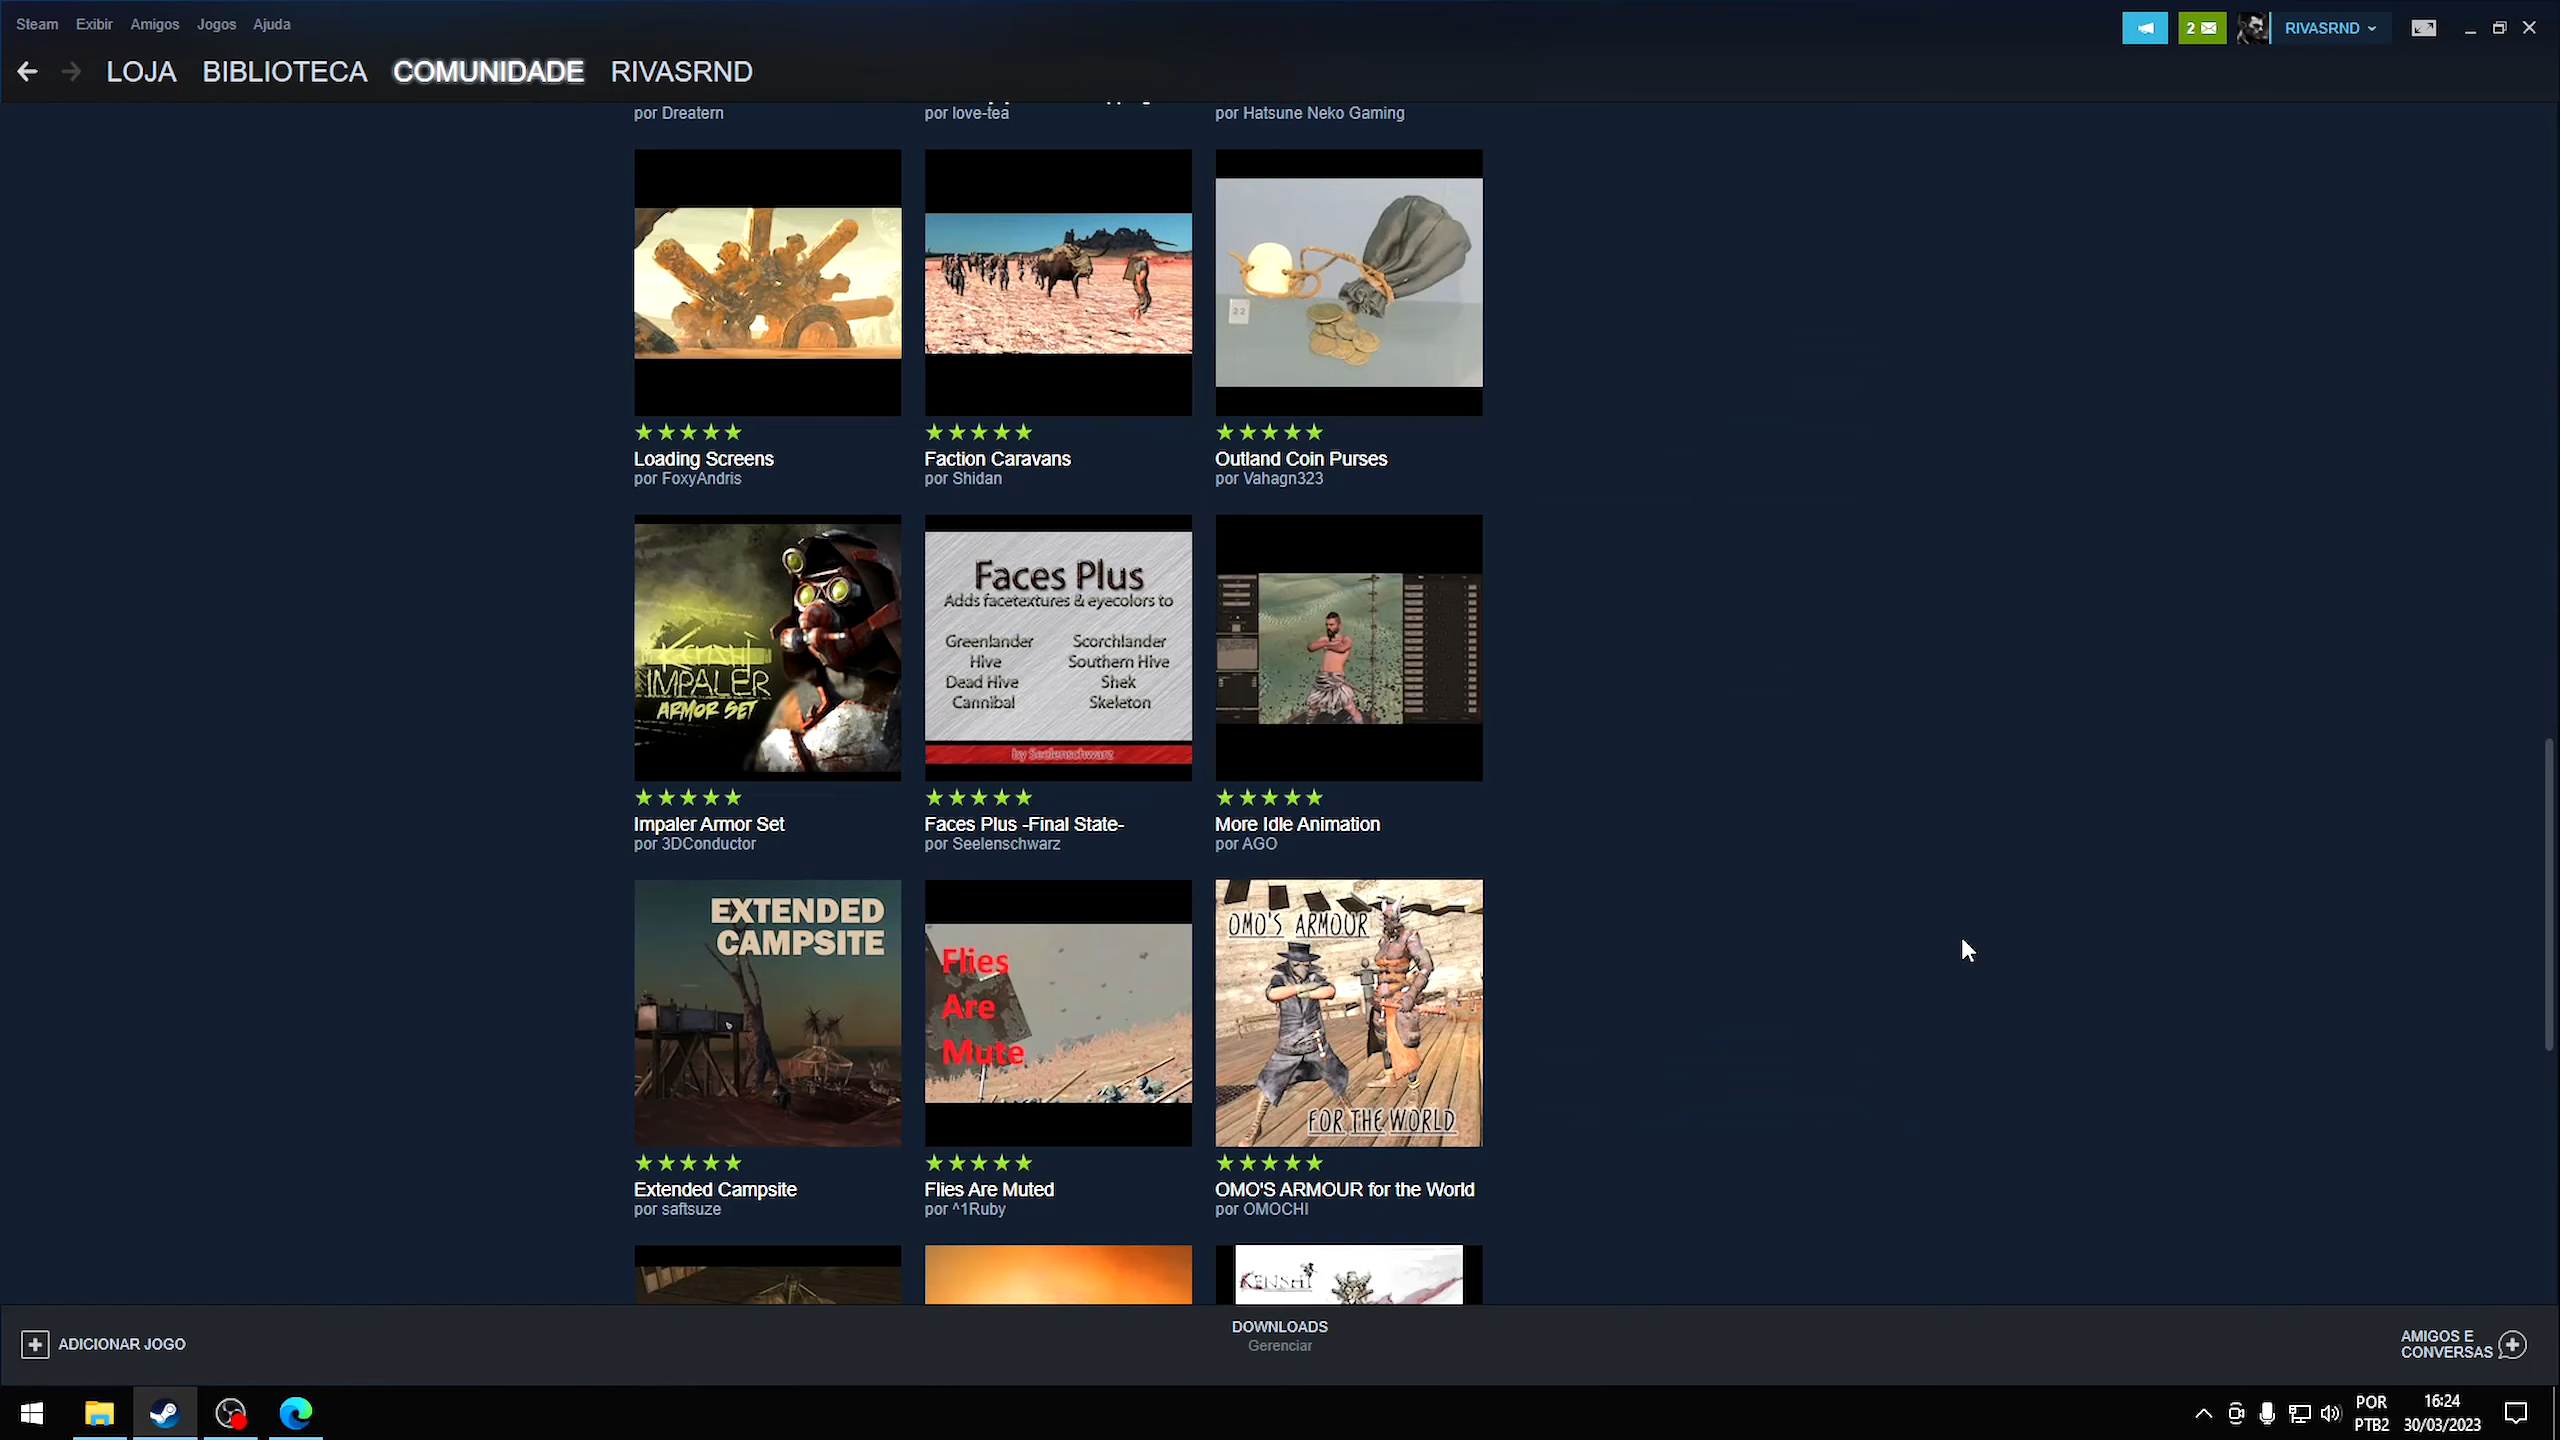 Steam Exibir Amigos Jogos Ajuda
2
RIVASRND
LOJA BIBLIOTECA COMUNIDADE RIVASRND
por Dreatern
por love-tea
por Hatsune Neko Gaming
22
Loading Screens
por FoxyAndris
Faction Caravans
por Shidan
Outland Coin Purses
por Vahagn323
KENSHI
IMPALER
ARMOR SET
Faces Plus
Adds facetextures & eyecolors to
Greenlander Scorchlander
Hive Southern Hive
Dead Hive Shek
Cannibal Skeleton
by Seelenschwarz
Impaler Armor Set
por 3DConductor
Faces Plus -Final State-
por Seelenschwarz
More Idle Animation
por AGO
EXTENDED
CAMPSITE
Flies
Are
Mute
OMO'S ARMOUR
FOR THE WORLD
Extended Campsite
por saftsuze
Flies Are Muted
por ^1Ruby
OMO'S ARMOUR for the World
por OMOCHI
KENSHI
ADICIONAR JOGO
DOWNLOADS
Gerenciar
AMIGOS E
CONVERSAS
POR
PTB2
16:24
30/03/2023